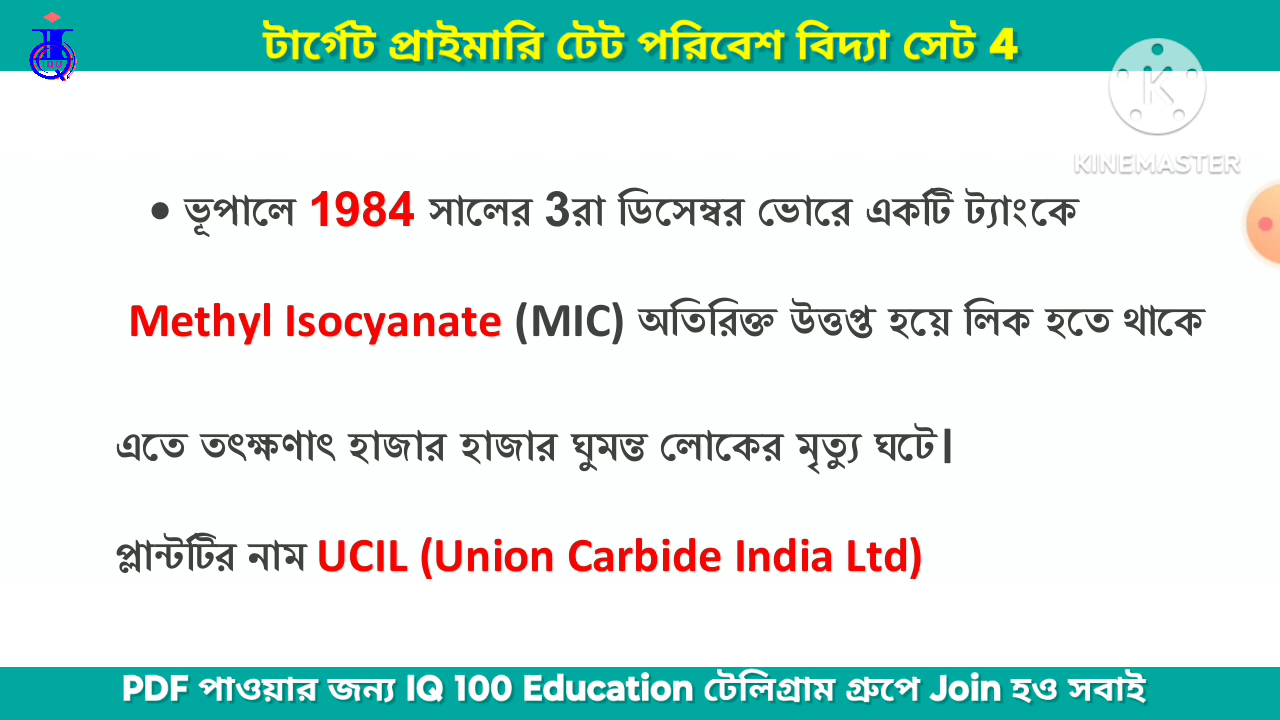 টার্গেট প্রাইমারি টেট পরিবেশ বিদ্যা সেট 4
K
KINEMASTER
• ভূপালে 1984 সালের 3রা ডিসেম্বর ভোরে একটি ট্যাংকে
Methyl Isocyanate (MIC) অতিরিক্ত উত্তপ্ত হয়ে লিক হতে থাকে
এতে তৎক্ষণাৎ হাজার হাজার ঘুমন্ত লোকের মৃত্যু ঘটে।
প্লান্টটির নাম UCIL (Union Carbide India Ltd)
PDF পাওয়ার জন্য IQ 100 Education টেলিগ্রাম গ্রুপে Join হও সবাই